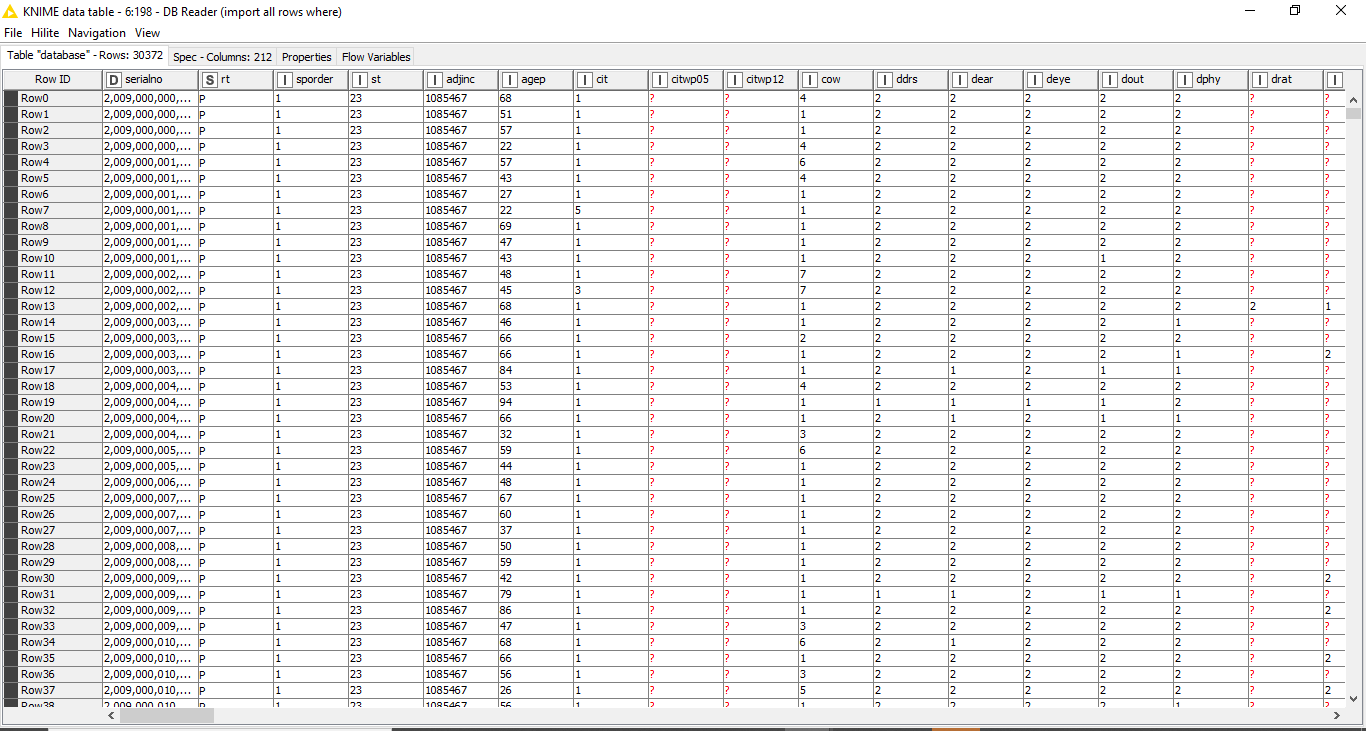 KNIME data table - 6:198 - DB Reader (import all rows where)
File Hilite Navigation View
Table "database" - Rows: 30372 Spec - Columns: 212 Properties Flow Variables
Row ID D serialno S rt I sporder I st I adjinc I agep I cit I citwp05 I citwp12 I cow I ddrs I dear I deye I dout I dphy I drat I
Row0 2,009,000,000,... P 1 23 1085467 68 1 ? ? 4 2 2 2 2 2 ? ?
Row1 2,009,000,000,... P 1 23 1085467 51 1 ? ? 1 2 2 2 2 2 ? ?
Row2 2,009,000,000,... P 1 23 1085467 57 1 ? ? 1 2 2 2 2 2 ? ?
Row3 2,009,000,000,... P 1 23 1085467 22 1 ? ? 4 2 2 2 2 2 ? ?
Row4 2,009,000,001,... P 1 23 1085467 57 1 ? ? 6 2 2 2 2 2 ? ?
Row5 2,009,000,001,... P 1 23 1085467 43 1 ? ? 4 2 2 2 2 2 ? ?
Row6 2,009,000,001,... P 1 23 1085467 27 1 ? ? 1 2 2 2 2 2 ? ?
Row7 2,009,000,001,... P 1 23 1085467 22 5 ? ? 1 2 2 2 2 2 ? ?
Row8 2,009,000,001,... P 1 23 1085467 69 1 ? ? 1 2 2 2 2 2 ? ?
Row9 2,009,000,001,... P 1 23 1085467 47 1 ? ? 1 2 2 2 2 2 ? ?
Row10 2,009,000,001,... P 1 23 1085467 43 1 ? ? 1 2 2 2 1 2 ? ?
Row11 2,009,000,002,... P 1 23 1085467 48 1 ? ? 7 2 2 2 2 2 ? ?
Row12 2,009,000,002,... P 1 23 1085467 45 3 ? ? 7 2 2 2 2 2 ? ?
Row13 2,009,000,002,... P 1 23 1085467 68 1 ? ? 1 2 2 2 2 2 2 1
Row14 2,009,000,003,... P 1 23 1085467 46 1 ? ? 1 2 2 2 2 1 ? ?
Row15 2,009,000,003,... P 1 23 1085467 66 1 ? ? 2 2 2 2 2 2 ? ?
Row16 2,009,000,003,... P 1 23 1085467 66 1 ? ? 1 2 2 2 2 1 ? 2
Row17 2,009,000,003,... P 1 23 1085467 84 1 ? ? 1 2 1 2 1 1 ? ?
Row18 2,009,000,004,... P 1 23 1085467 53 1 ? ? 4 2 2 2 2 2 ? ?
Row19 2,009,000,004,... P 1 23 1085467 94 1 ? ? 1 1 1 1 1 2 ? ?
Row20 2,009,000,004,... P 1 23 1085467 66 1 ? ? 1 2 1 2 1 1 ? ?
Row21 2,009,000,004,... P 1 23 1085467 32 1 ? ? 3 2 2 2 2 2 ? ?
Row22 2,009,000,005,... P 1 23 1085467 59 1 ? ? 6 2 2 2 2 2 ? ?
Row23 2,009,000,005,... P 1 23 1085467 44 1 ? ? 1 2 2 2 2 2 ? ?
Row24 2,009,000,006,... P 1 23 1085467 48 1 ? ? 1 2 2 2 2 2 ? ?
Row25 2,009,000,007,... P 1 23 1085467 67 1 ? ? 1 2 2 2 2 2 ? ?
Row26 2,009,000,007,... P 1 23 1085467 60 1 ? ? 1 2 2 2 2 2 ? ?
Row27 2,009,000,007,... P 1 23 1085467 37 1 ? ? 1 2 2 2 2 2 ? ?
Row28 2,009,000,008,... P 1 23 1085467 50 1 ? ? 1 2 2 2 2 2 ? ?
Row29 2,009,000,008,... P 1 23 1085467 59 1 ? ? 1 2 2 2 2 2 ? ?
Row30 2,009,000,009,... P 1 23 1085467 42 1 ? ? 1 2 2 2 2 2 ? 2
Row31 2,009,000,009,... P 1 23 1085467 79 1 ? ? 1 1 1 2 1 1 ? ?
Row32 2,009,000,009,... P 1 23 1085467 86 1 ? ? 1 2 2 2 2 2 ? 2
Row33 2,009,000,009,... P 1 23 1085467 47 1 ? ? 3 2 2 2 2 2 ? ?
Row34 2,009,000,010,... P 1 23 1085467 68 1 ? ? 6 2 1 2 2 2 ? ?
Row35 2,009,000,010,... P 1 23 1085467 66 1 ? ? 1 2 2 2 2 2 ? 2
Row36 2,009,000,010,... P 1 23 1085467 56 1 ? ? 3 2 2 2 2 2 ? ?
Row37 2,009,000,010,... P 1 23 1085467 26 1 ? ? 5 2 2 2 2 2 ? 2
Row38 2,009,000,010,... P 1 23 1085467 56 1 ? ? 1 2 2 2 2 1 ? ?